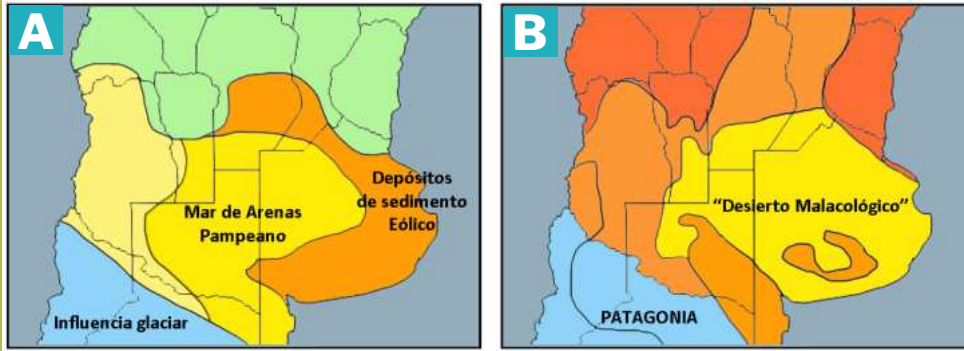 A
Depósitos
de sedimento
Eólico
Mar de Arenas
Pampeano
Influencia glaciar
B
“Desierto Malacológico”
PATAGONIA